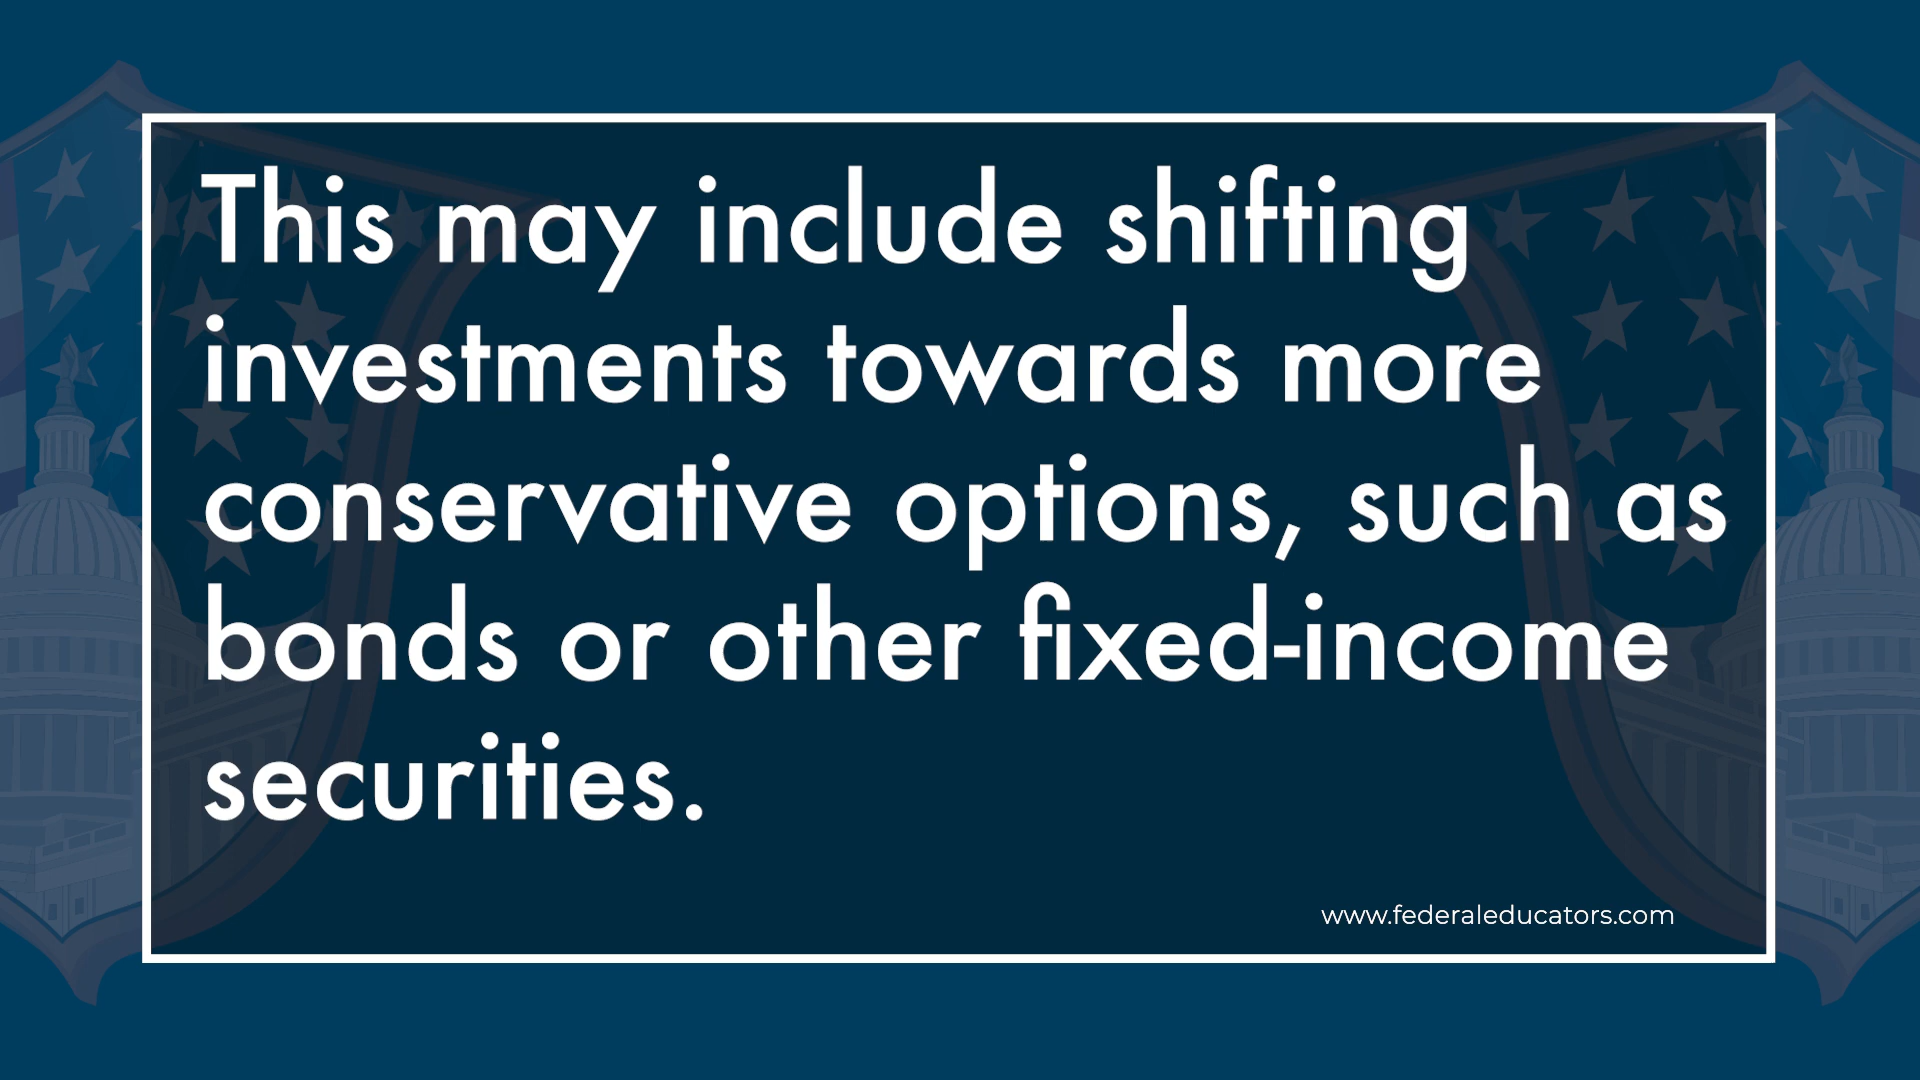 This may include shifting
investments towards more
conservative options, such as
bonds or other fixed-income
securities.
www.federaleducators.com